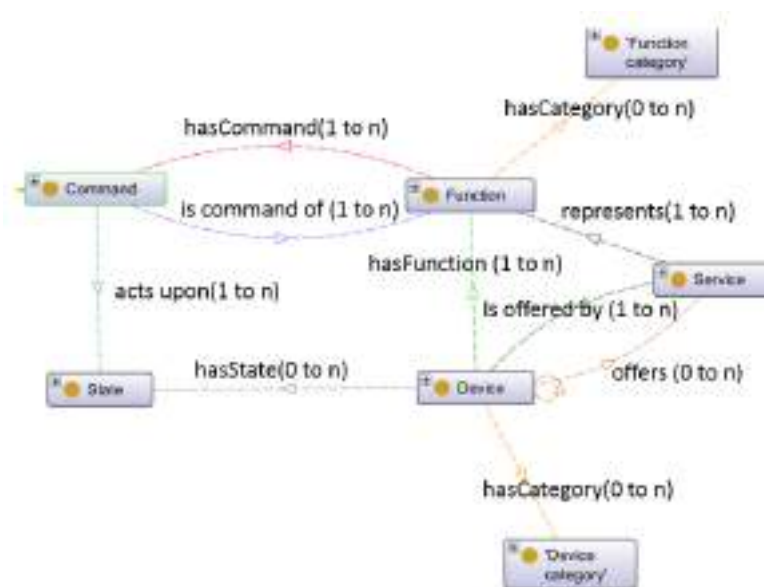 'Function
category'
hasCommand(1 to n)
hasCategory(0 to n)
Command
Function
is command of (1 to n)
represents(1 to n)
hasFunction (1 to n)
Service
acts upon(1 to n)
Is offered by (1 to n)
hasState(0 to n)
offers (0 to n)
State
Device
hasCategory(0 to n)
'Device
category'